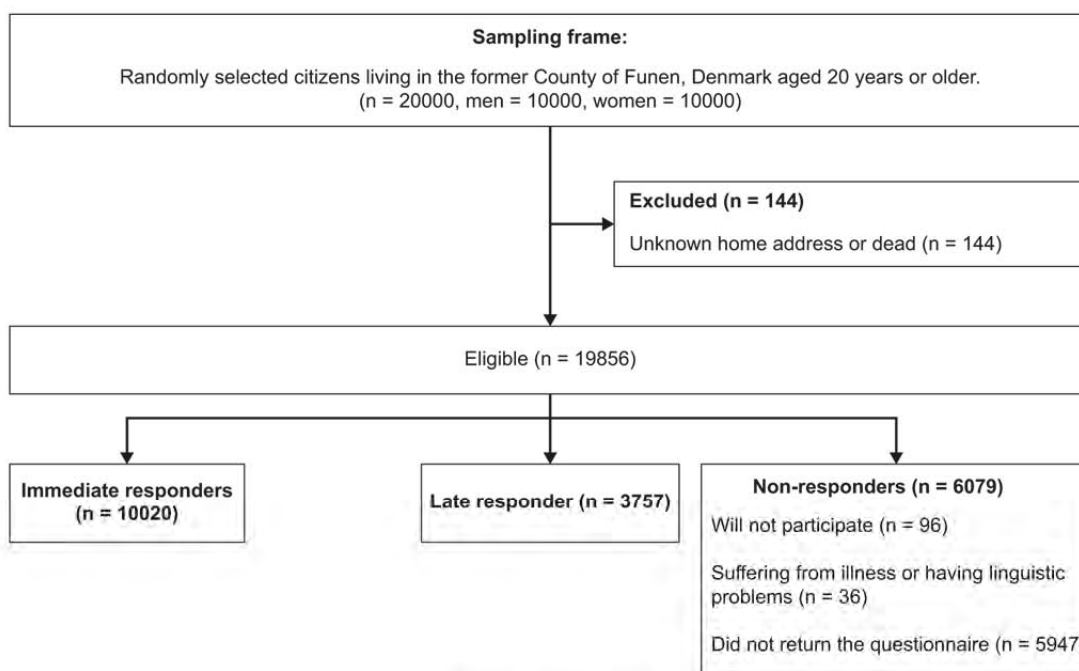 Sampling frame:
Randomly selected citizens living in the former County of Funen, Denmark aged 20 years or older.
(n = 20000, men = 10000, women = 10000)
Excluded (n = 144)
Unknown home address or dead (n = 144)
Eligible (n = 19856)
Immediate responders
(n = 10020)
Late responder (n = 3757)
Non-responders (n = 6079)
Will not participate (n = 96)
Suffering from illness or having linguistic
problems (n = 36)
Did not return the questionnaire (n = 5947